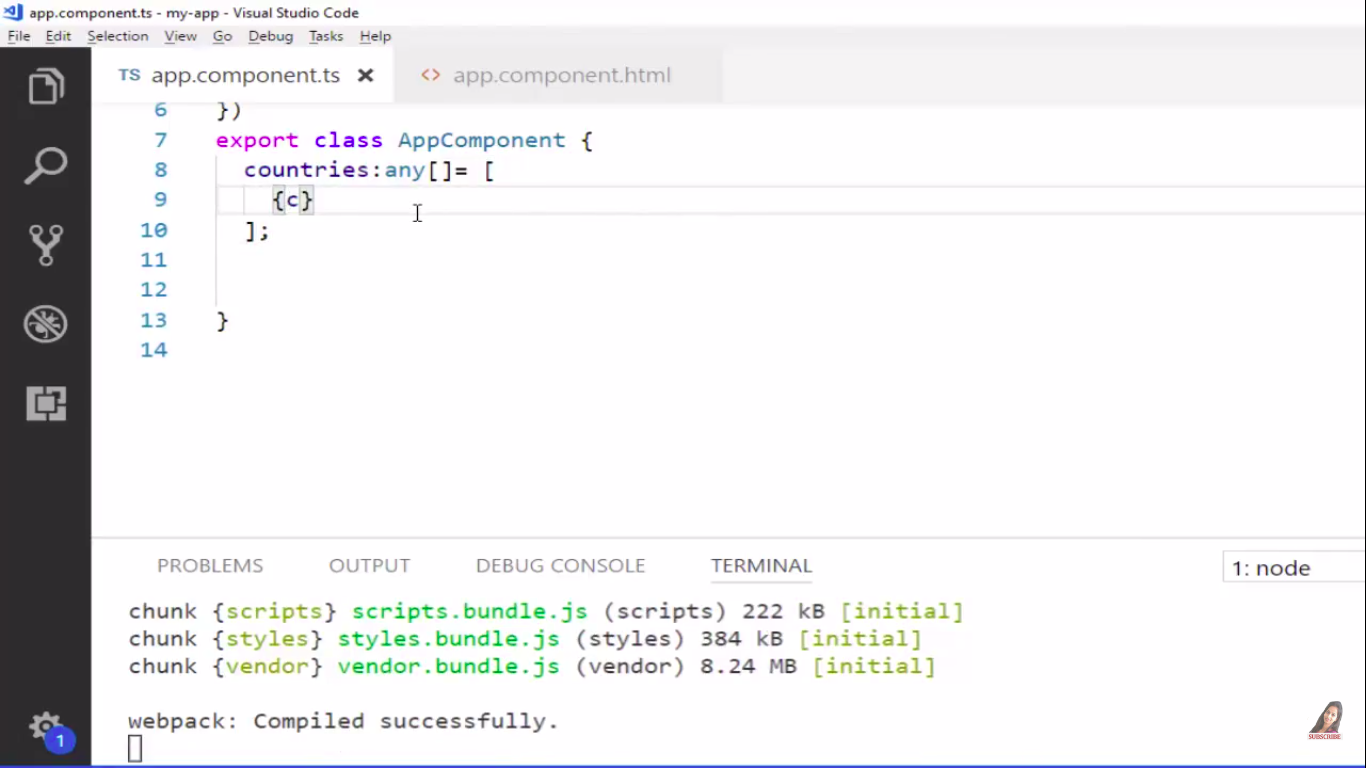 app.component.ts - my-app - Visual Studio Code
File Edit Selection View Go Debug Tasks Help
TS app.component.ts × <> app.component.html
6 })
7 export class AppComponent {
8 countries:any[]= [
9 {c}
10 ];
11
12
13 }
14
PROBLEMS OUTPUT DEBUG CONSOLE TERMINAL 1: node
chunk {scripts} scripts.bundle.js (scripts) 222 kB [initial]
chunk {styles} styles.bundle.js (styles) 384 kB [initial]
chunk {vendor} vendor.bundle.js (vendor) 8.24 MB [initial]
webpack: Compiled successfully.
1
SUBSCRIBE